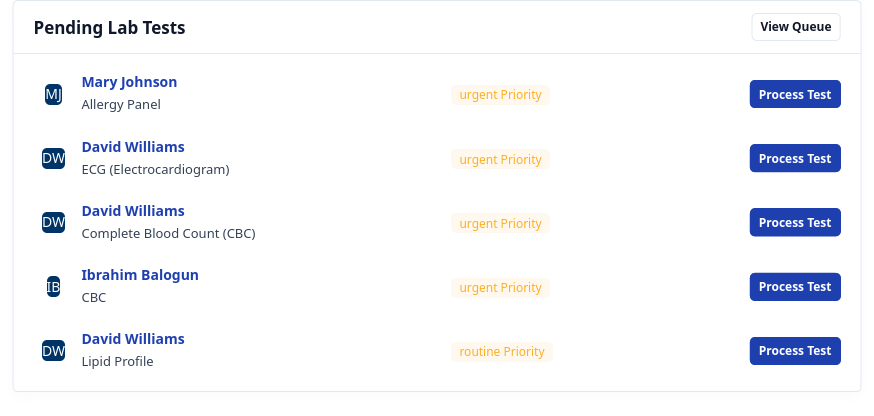 Pending Lab Tests
View Queue
MJ
Mary Johnson
Allergy Panel
urgent Priority
Process Test
DW
David Williams
ECG (Electrocardiogram)
urgent Priority
Process Test
DW
David Williams
Complete Blood Count (CBC)
urgent Priority
Process Test
IB
Ibrahim Balogun
CBC
urgent Priority
Process Test
DW
David Williams
Lipid Profile
routine Priority
Process Test